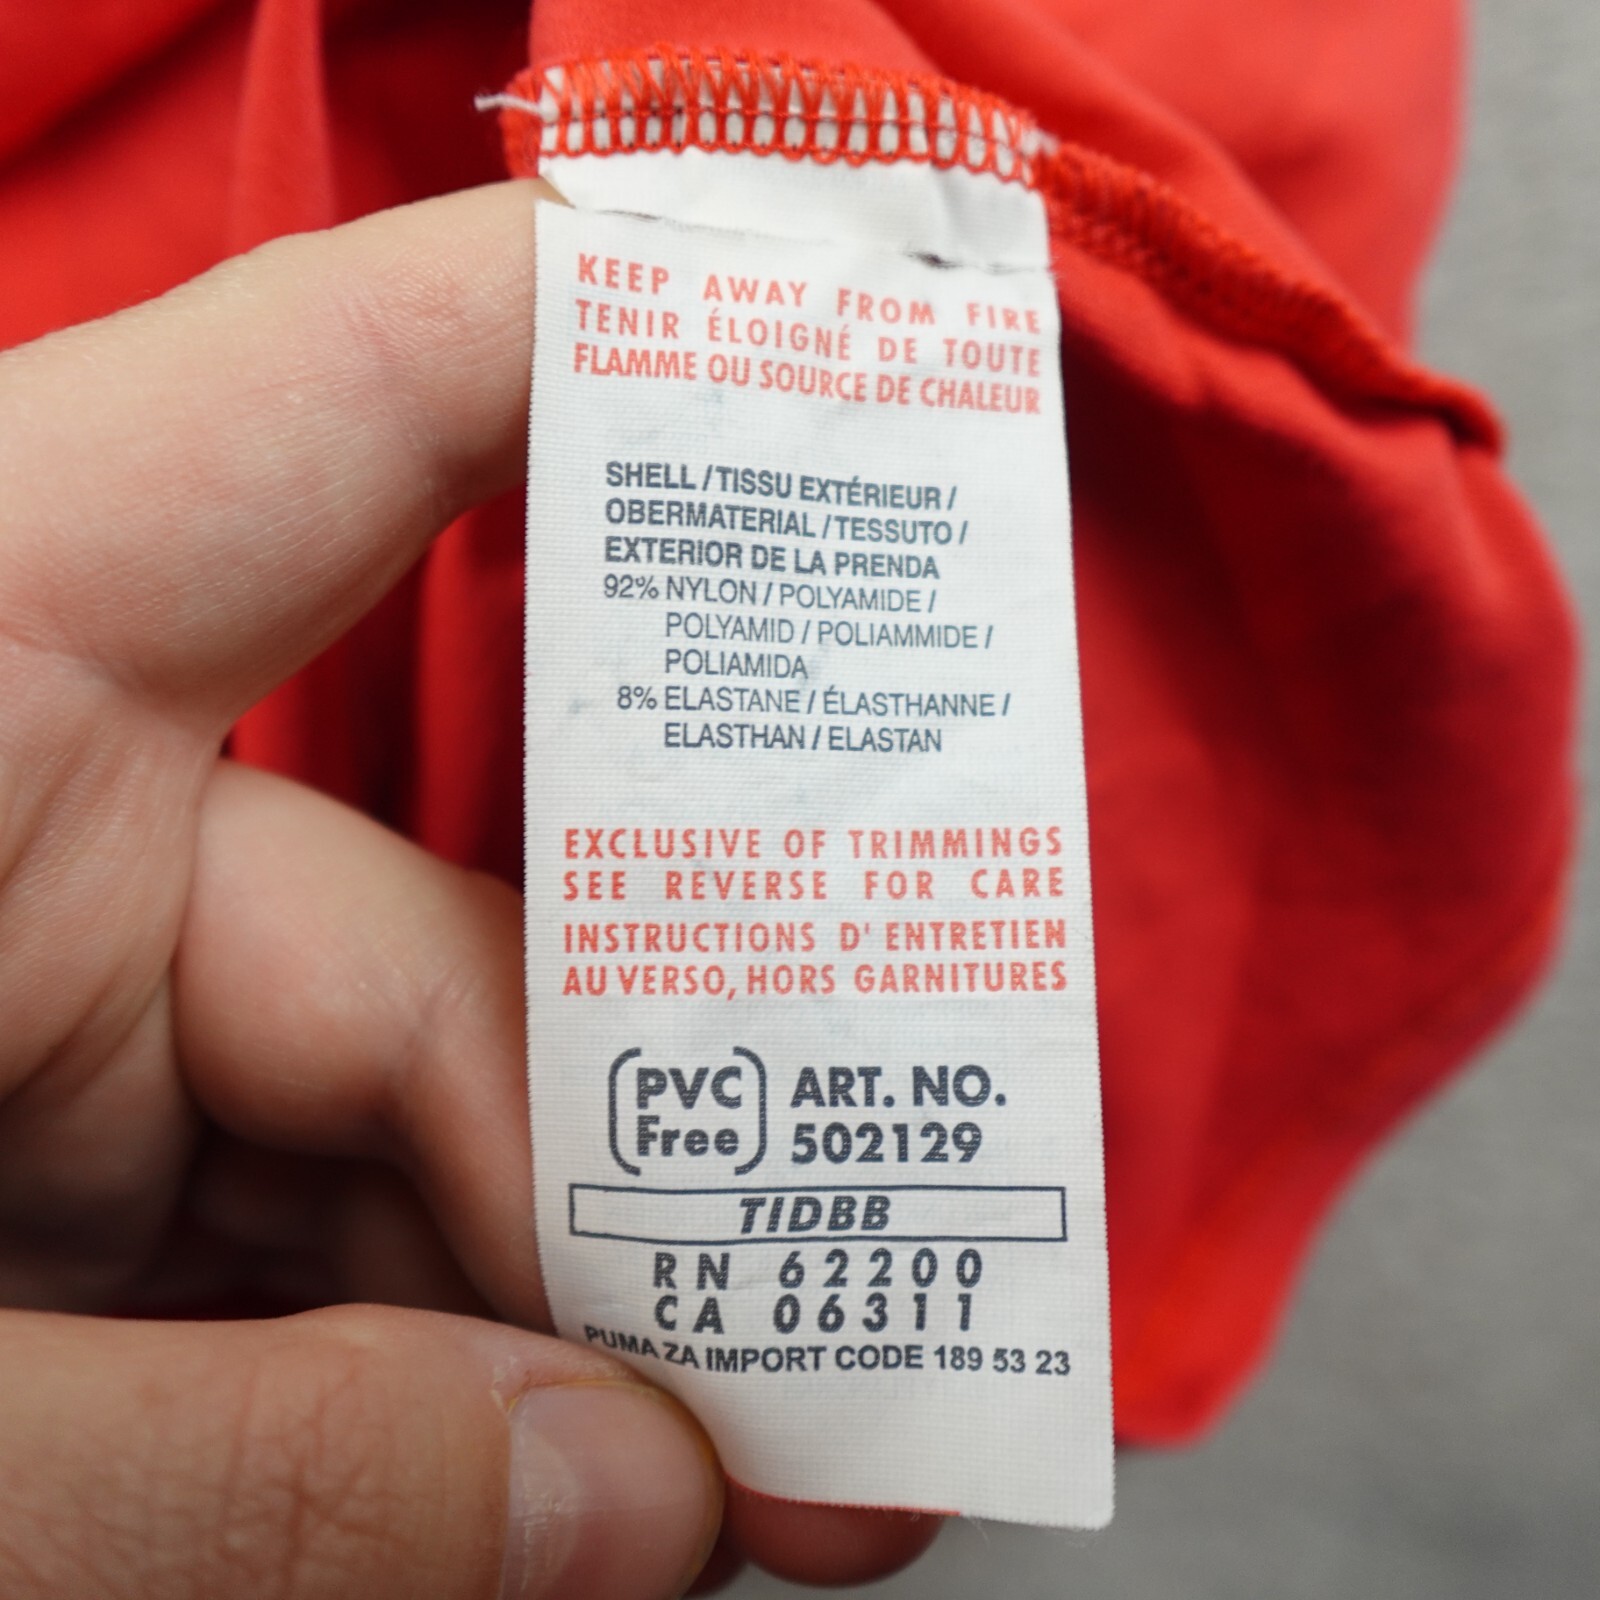 KEEP AWAY FROM FIRE
TENIR ÉLOIGNÉ DE TOUTE
FLAMME OU SOURCE DE CHALEUR
SHELL / TISSU EXTÉRIEUR /
OBERMATERIAL / TESSUTO /
EXTERIOR DE LA PRENDA
92% NYLON / POLYAMIDE /
POLYAMID / POLIAMMIDE /
POLIAMIDA
8% ELASTANE / ÉLASTHANNE /
ELASTHAN / ELASTAN
EXCLUSIVE OF TRIMMINGS
SEE REVERSE FOR CARE
INSTRUCTIONS D' ENTRETIEN
AU VERSO, HORS GARNITURES
PVC ART. NO.
Free 502129
TIDBB
RN 62200
CA 06311
PUMA ZA IMPORT CODE 189 53 23